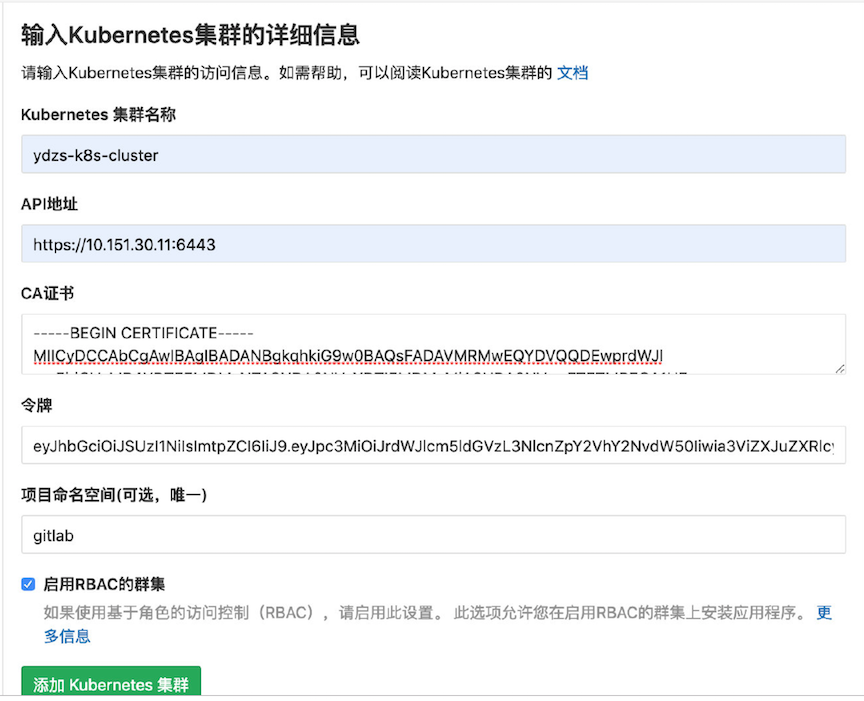 输入Kubernetes集群的详细信息
请输入Kubernetes集群的访问信息。如需帮助，可以阅读Kubernetes集群的 文档
Kubernetes 集群名称
ydzs-k8s-cluster
API地址
https://10.151.30.11:6443
CA证书
-----BEGIN CERTIFICATE-----
MIICyDCCAbCgAwIBAgIBADANBgkqhkiG9w0BAQsFADAVMRMwEQYDVQQDEwprdWJl
令牌
eyJhbGciOiJSUzI1NiIsImtpZCI6IiJ9.eyJpc3MiOiJrdWJlcm5ldGVzL3NlcnZpY2VhY2NvdW50Iiwia3ViZXJuZXRlcy
项目命名空间(可选，唯一)
gitlab
启用RBAC的群集
如果使用基于角色的访问控制（RBAC），请启用此设置。 此选项允许您在启用RBAC的群集上安装应用程序。 更
多信息
添加 Kubernetes 集群